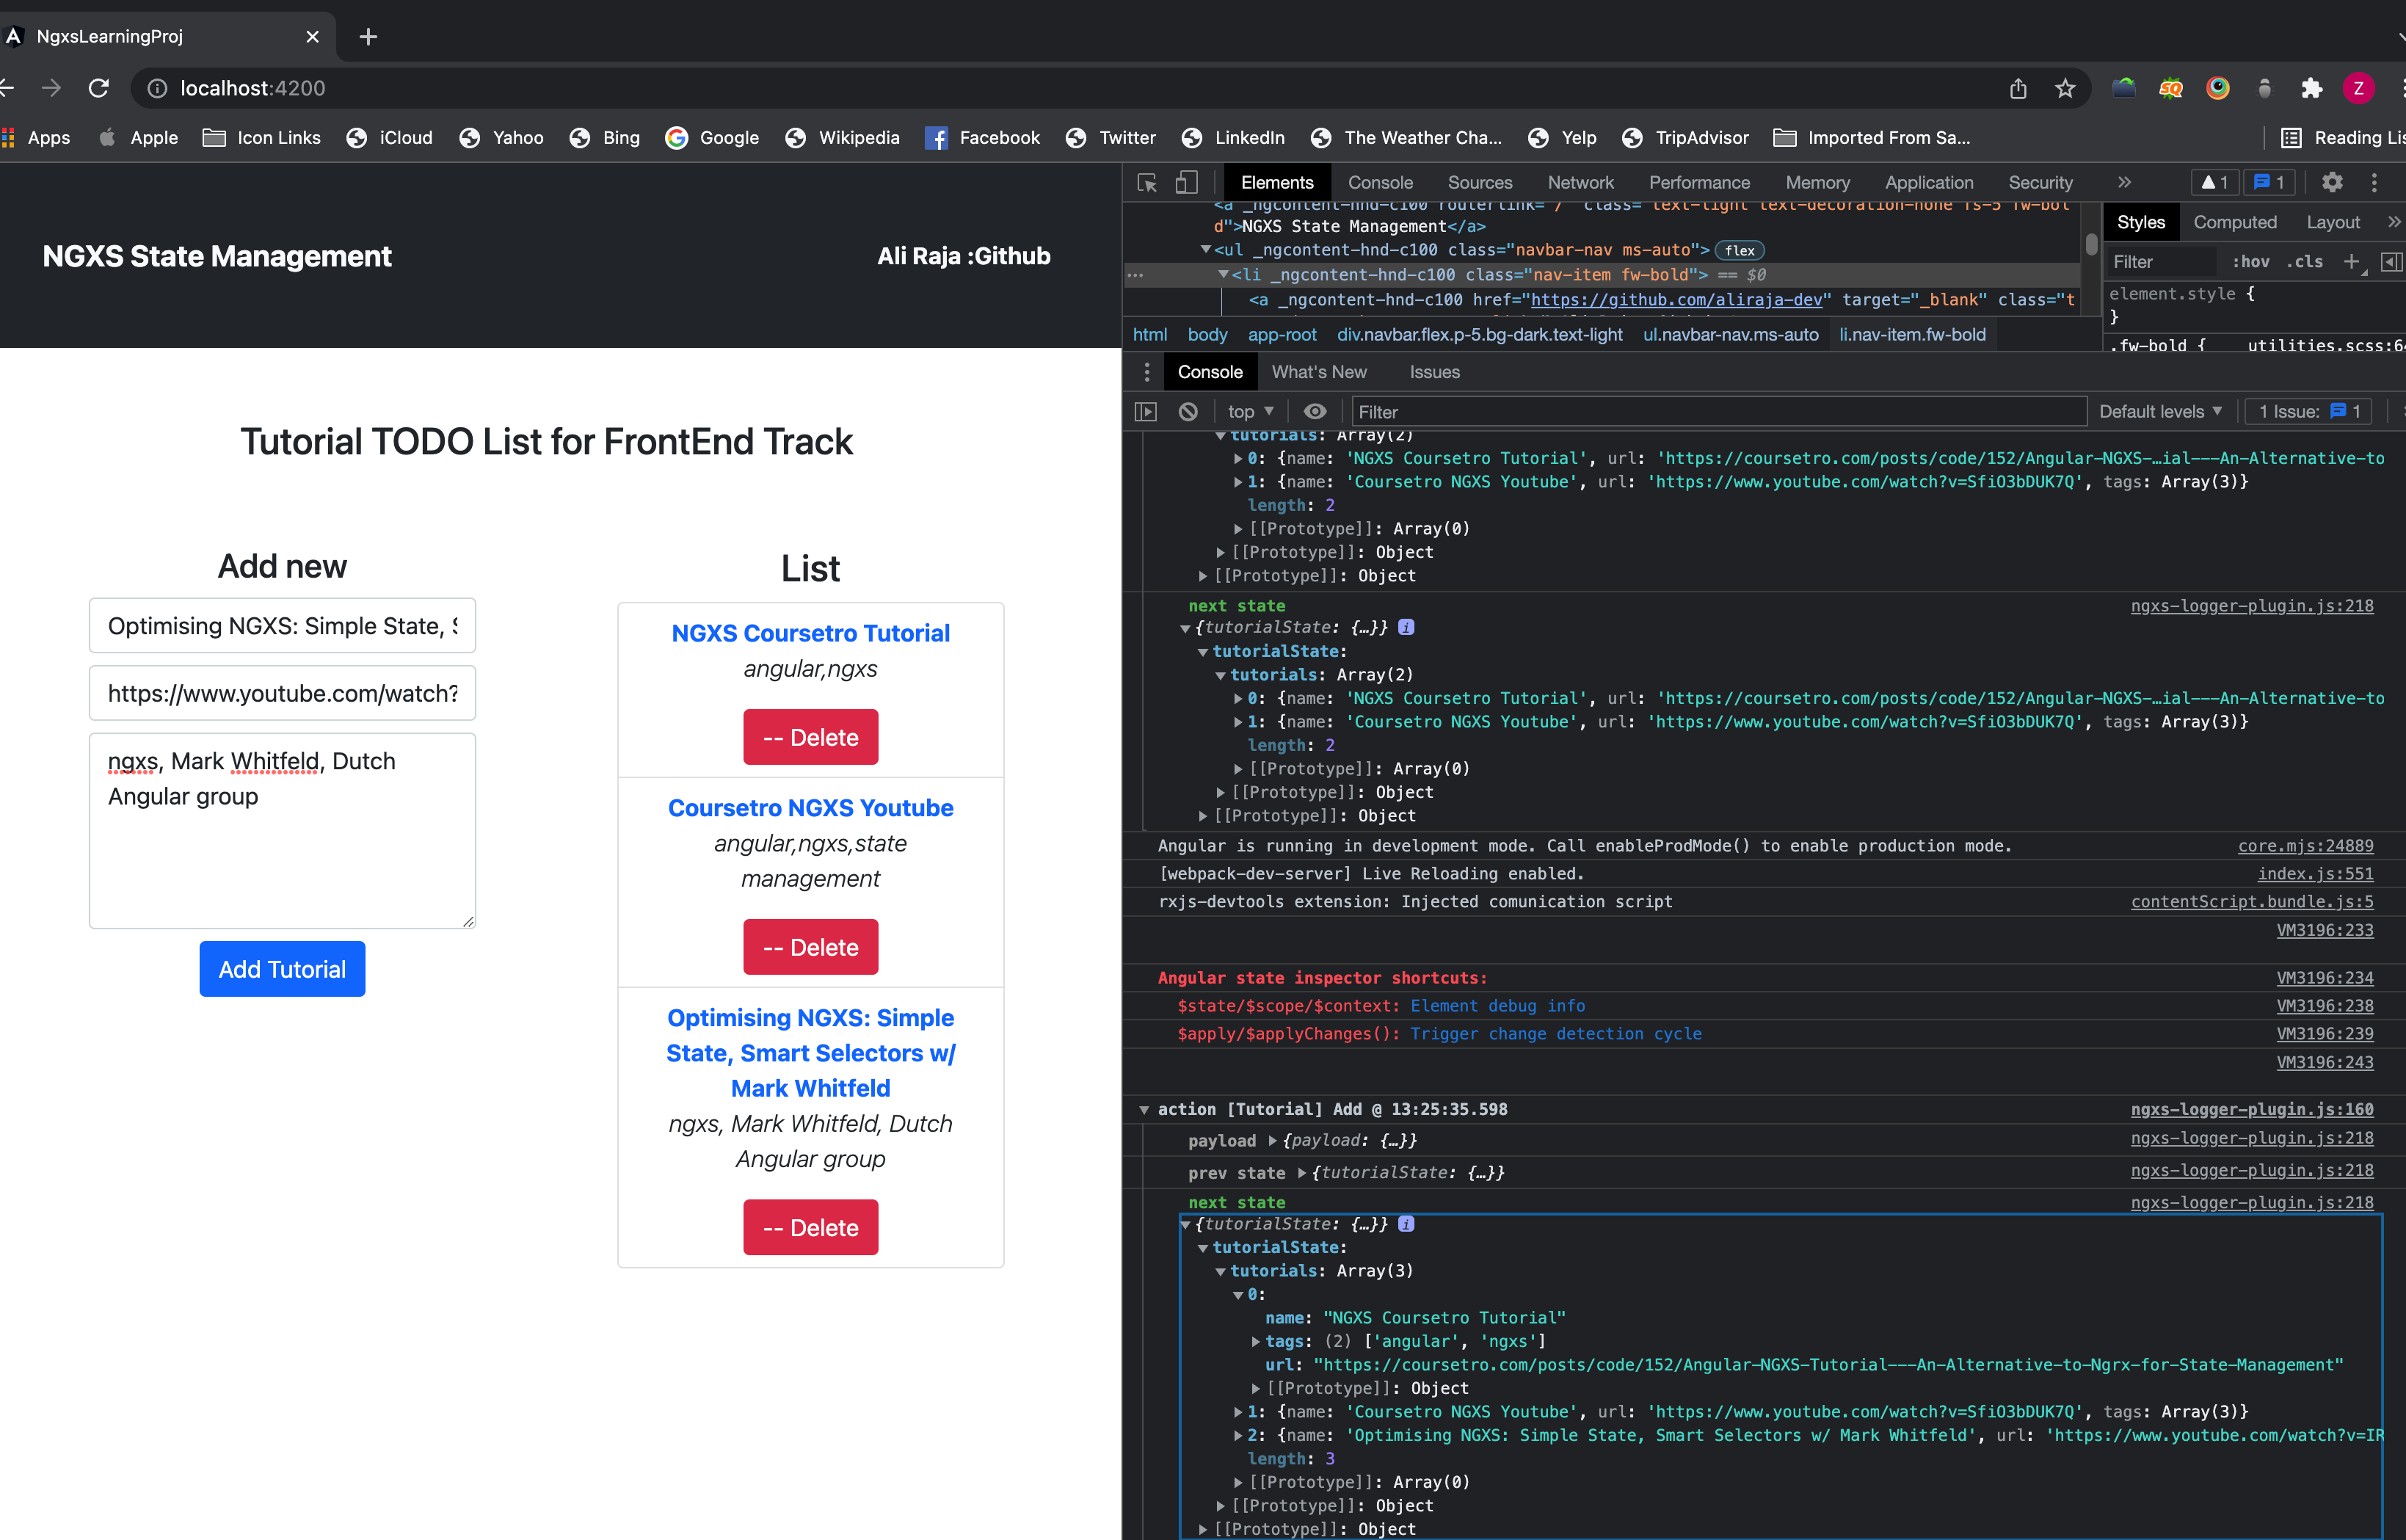 NgxsLearningProj
localhost:4200
Apps Apple Icon Links iCloud Yahoo Bing Google Wikipedia Facebook Twitter LinkedIn The Weather Cha... Yelp TripAdvisor Imported From Sa... Reading
SQ
Z
NGXS State Management
Ali Raja :Github
Tutorial TODO List for FrontEnd Track
Add new
Optimising NGXS: Simple State,
https://www.youtube.com/watch?
ngxs, Mark Whitfeld, Dutch
Angular group
Add Tutorial
List
NGXS Coursetro Tutorial
angular,ngxs
-- Delete
Coursetro NGXS Youtube
angular,ngxs,state
management
-- Delete
Optimising NGXS: Simple
State, Smart Selectors w/
Mark Whitfeld
ngxs, Mark Whitfeld, Dutch
Angular group
-- Delete
Elements Console Sources Network Performance Memory Application Security » 1 1
<a _ngcontent-hnd-c100 routerlink="/" class="text-light text-decoration-none fs-5 fw-bol
d">NGXS State Management</a>
<ul _ngcontent-hnd-c100 class="navbar-nav ms-auto"> flex
<li _ngcontent-hnd-c100 class="nav-item fw-bold"> == $0
<a _ngcontent-hnd-c100 href="https://github.com/aliraja-dev" target="_blank" class="t
html body app-root div.navbar.flex.p-5.bg-dark.text-light ul.navbar-nav.ms-auto li.nav-item.fw-bold
Styles Computed Layout »
Filter :hov .cls +
element.style {
}
.fw-bold { utilities.scss:64
Console What's New Issues
top Filter Default levels 1 Issue: 1
tutorials: Array(2)
0: {name: 'NGXS Coursetro Tutorial', url: 'https://coursetro.com/posts/code/152/Angular-NGXS-…ial---An-Alternative-to
1: {name: 'Coursetro NGXS Youtube', url: 'https://www.youtube.com/watch?v=SfiO3bDUK7Q', tags: Array(3)}
length: 2
[[Prototype]]: Array(0)
[[Prototype]]: Object
[[Prototype]]: Object
next state ngxs-logger-plugin.js:218
{tutorialState: {…}} i
tutorialState:
tutorials: Array(2)
0: {name: 'NGXS Coursetro Tutorial', url: 'https://coursetro.com/posts/code/152/Angular-NGXS-…ial---An-Alternative-to
1: {name: 'Coursetro NGXS Youtube', url: 'https://www.youtube.com/watch?v=SfiO3bDUK7Q', tags: Array(3)}
length: 2
[[Prototype]]: Array(0)
[[Prototype]]: Object
[[Prototype]]: Object
Angular is running in development mode. Call enableProdMode() to enable production mode. core.mjs:24889
[webpack-dev-server] Live Reloading enabled. index.js:551
rxjs-devtools extension: Injected comunication script contentScript.bundle.js:5
VM3196:233
Angular state inspector shortcuts: VM3196:234
$state/$scope/$context: Element debug info VM3196:238
$apply/$applyChanges(): Trigger change detection cycle VM3196:239
VM3196:243
action [Tutorial] Add @ 13:25:35.598 ngxs-logger-plugin.js:160
payload {payload: {…}} ngxs-logger-plugin.js:218
prev state {tutorialState: {…}} ngxs-logger-plugin.js:218
next state ngxs-logger-plugin.js:218
{tutorialState: {…}} i
tutorialState:
tutorials: Array(3)
0:
name: "NGXS Coursetro Tutorial"
tags: (2) ['angular', 'ngxs']
url: "https://coursetro.com/posts/code/152/Angular-NGXS-Tutorial---An-Alternative-to-Ngrx-for-State-Management"
[[Prototype]]: Object
1: {name: 'Coursetro NGXS Youtube', url: 'https://www.youtube.com/watch?v=SfiO3bDUK7Q', tags: Array(3)}
2: {name: 'Optimising NGXS: Simple State, Smart Selectors w/ Mark Whitfeld', url: 'https://www.youtube.com/watch?v=IR
length: 3
[[Prototype]]: Array(0)
[[Prototype]]: Object
[[Prototype]]: Object